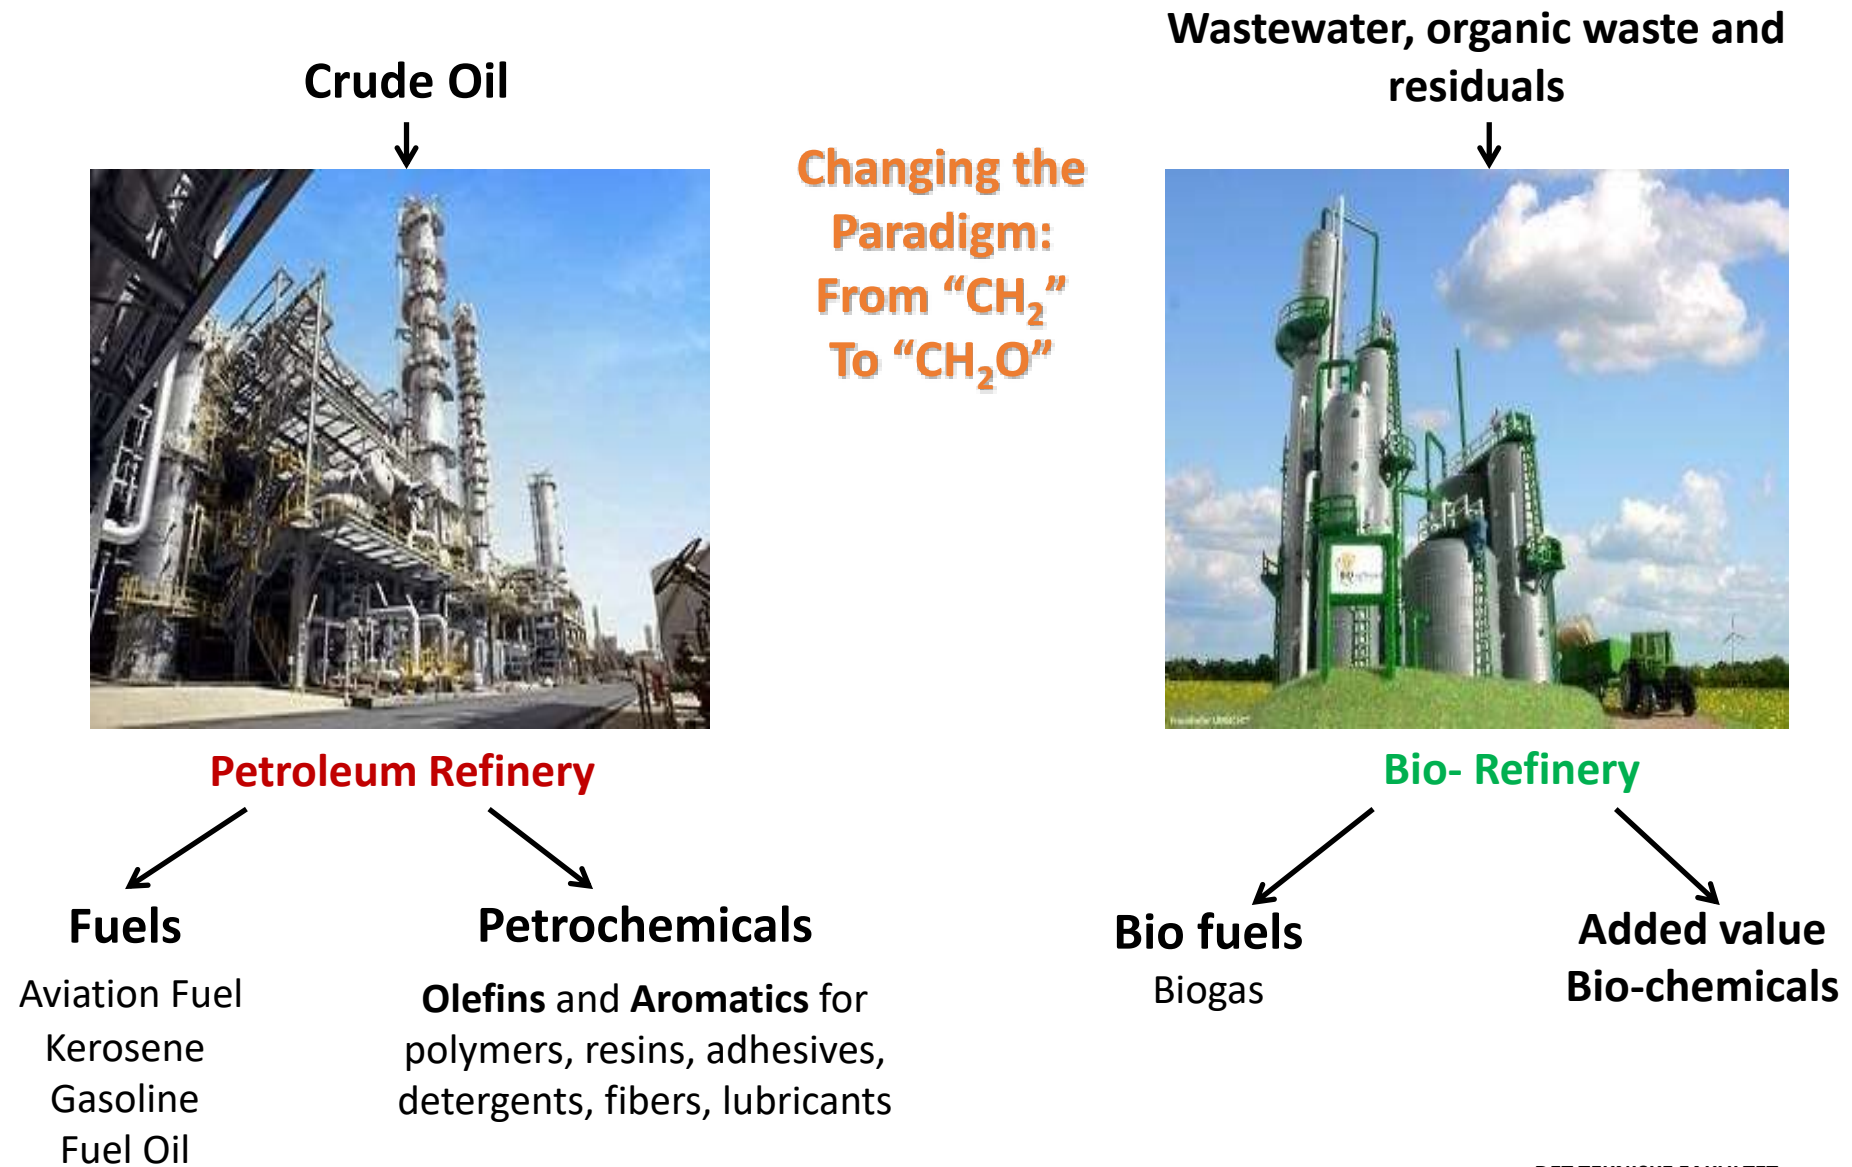 Crude Oil
Wastewater, organic waste and
residuals
Changing the
Paradigm:
From “CH₂”
To “CH₂O”
Petroleum Refinery
Bio- Refinery
Fuels
Aviation Fuel
Kerosene
Gasoline
Fuel Oil
Petrochemicals
Olefins and Aromatics for
polymers, resins, adhesives,
detergents, fibers, lubricants
Bio fuels
Biogas
Added value
Bio-chemicals